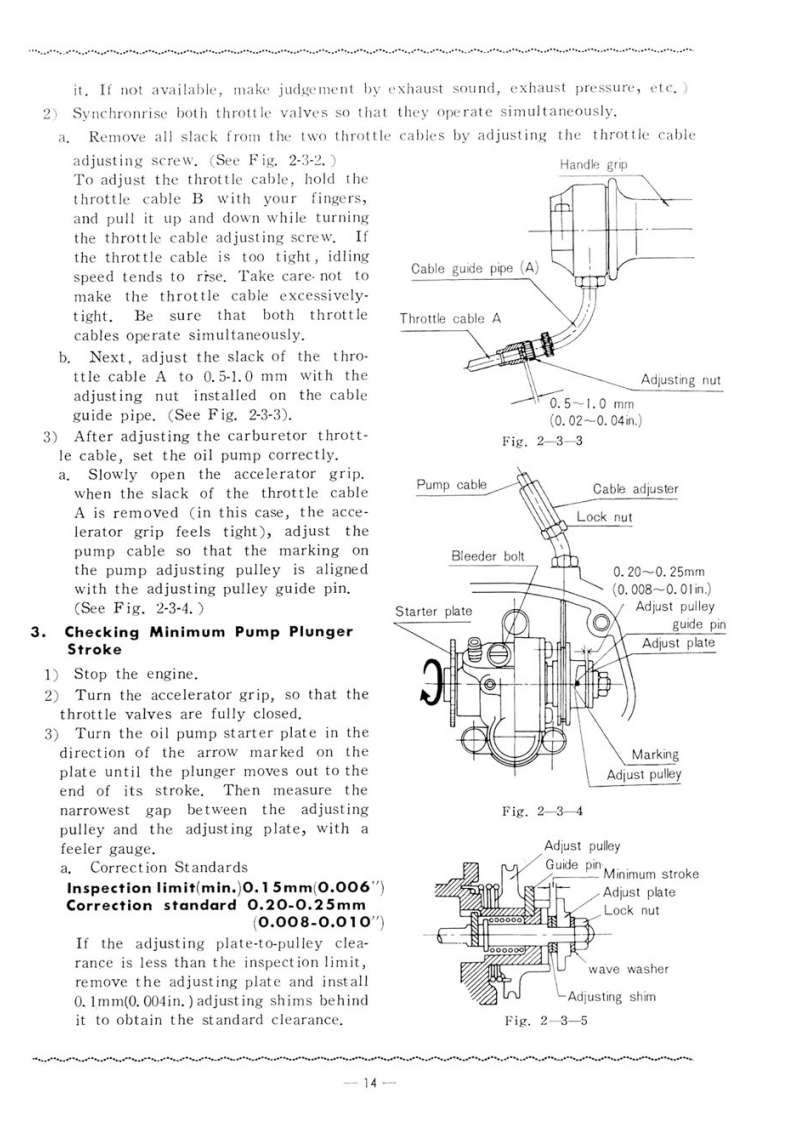 it. If not available, make judgement by exhaust sound, exhaust pressure, etc. )
2) Synchronrise both throttle valves so that they operate simultaneously.
a. Remove all slack from the two throttle cables by adjusting the throttle cable
adjusting screw. (See Fig. 2-3-2. )
To adjust the throttle cable, hold the
throttle cable B with your fingers,
and pull it up and down while turning
the throttle cable adjusting screw. If
the throttle cable is too tight, idling
speed tends to rise. Take care not to
make the throttle cable excessively-
tight. Be sure that both throttle
cables operate simultaneously.
b. Next, adjust the slack of the thro-
ttle cable A to 0.5-1.0 mm with the
adjusting nut installed on the cable
guide pipe. (See Fig. 2-3-3).
3) After adjusting the carburetor thrott-
le cable, set the oil pump correctly.
a. Slowly open the accelerator grip.
when the slack of the throttle cable
A is removed (in this case, the acce-
lerator grip feels tight), adjust the
pump cable so that the marking on
the pump adjusting pulley is aligned
with the adjusting pulley guide pin.
(See Fig. 2-3-4. )
3. Checking Minimum Pump Plunger
Stroke
1) Stop the engine.
2) Turn the accelerator grip, so that the
throttle valves are fully closed.
3) Turn the oil pump starter plate in the
direction of the arrow marked on the
plate until the plunger moves out to the
end of its stroke. Then measure the
narrowest gap between the adjusting
pulley and the adjusting plate, with a
feeler gauge.
a. Correction Standards
Inspection limit(min.)0.15mm(0.006")
Correction standard 0.20-0.25mm
(0.008-0.010")
If the adjusting plate-to-pulley clea-
rance is less than the inspection limit,
remove the adjusting plate and install
0.1mm(0.004in.)adjusting shims behind
it to obtain the standard clearance.
Handle grip
Cable guide pipe (A)
Throttle cable A
Adjusting nut
0.5~1.0 mm
(0.02~0.04in.)
Fig. 2—3—3
Pump cable
Cable adjuster
Lock nut
Bleeder bolt
0.20~0.25mm
(0.008~0.01in.)
Starter plate
Adjust pulley
guide pin
Adjust plate
Marking
Adjust pulley
Fig. 2—3—4
Adjust pulley
Guide pin
Minimum stroke
Adjust plate
Lock nut
wave washer
Adjusting shim
Fig. 2—3—5
— 14 —